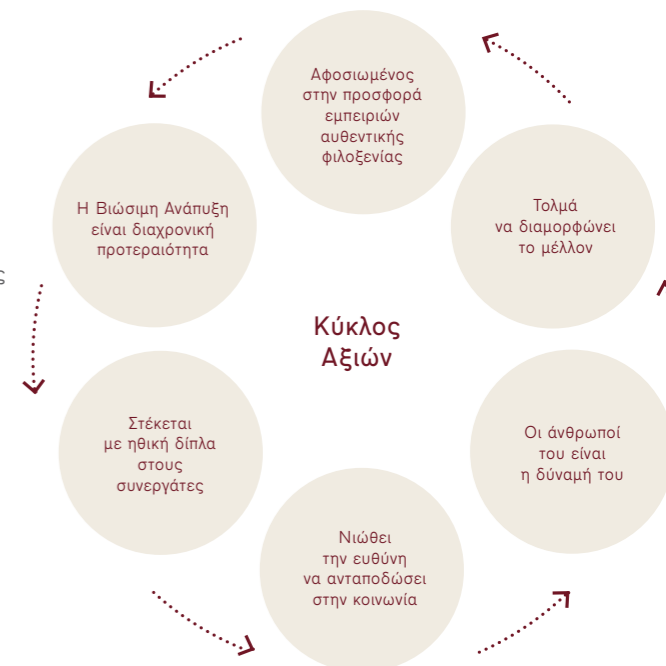 Αφοσιωμένος
στην προσφορά
εμπειριών
αυθεντικής
φιλοξενίας
Η Βιώσιμη Ανάπυξη
είναι διαχρονική
προτεραιότητα
Τολμά
να διαμορφώνει
το μέλλον
ς
Κύκλος
Αξιών
Στέκεται
με ηθική δίπλα
στους
συνεργάτες
Οι άνθρωποί
του είναι
η δύναμή του
Νιώθει
την ευθύνη
να ανταποδώσει
στην κοινωνία